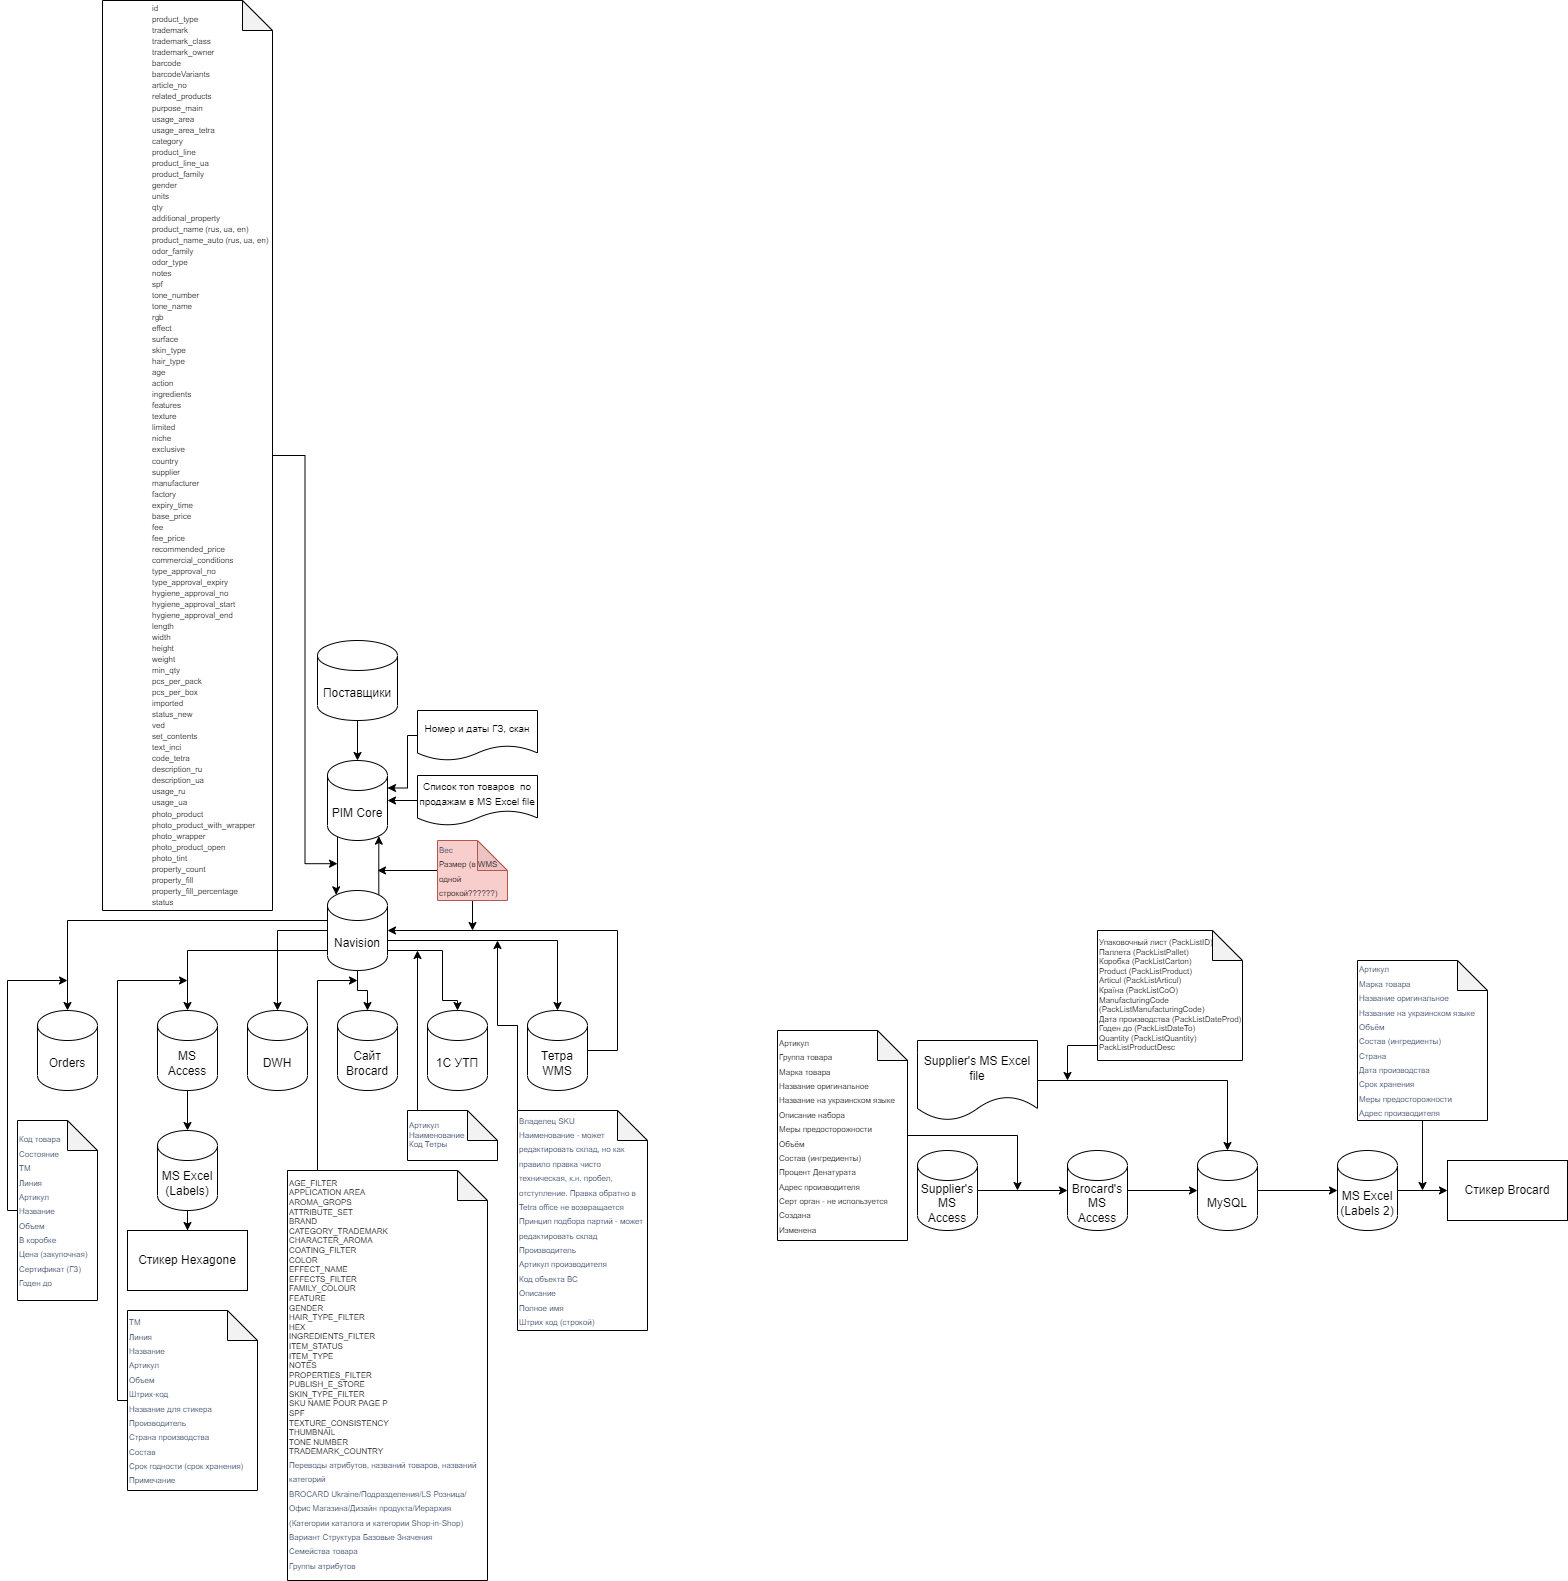 id
product_type
trademark
trademark_class
trademark_owner
barcode
barcodeVariants
article_no
related_products
purpose_main
usage_area
usage_area_tetra
category
product_line
product_line_ua
product_family
gender
units
qty
additional_property
product_name (rus, ua, en)
product_name_auto (rus, ua, en)
odor_family
odor_type
notes
spf
tone_number
tone_name
rgb
effect
surface
skin_type
hair_type
age
action
ingredients
features
texture
limited
niche
exclusive
country
supplier
manufacturer
factory
expiry_time
base_price
fee
fee_price
recommended_price
commercial_conditions
type_approval_no
type_approval_expiry
hygiene_approval_no
hygiene_approval_start
hygiene_approval_end
length
width
height
weight
min_qty
pcs_per_pack
pcs_per_box
imported
status_new
ved
set_contents
text_inci
code_tetra
description_ru
description_ua
usage_ru
usage_ua
photo_product
photo_product_with_wrapper
photo_wrapper
photo_product_open
photo_tint
property_count
property_fill
property_fill_percentage
status
Поставщики
Номер и даты ГЗ, скан
PIM Core
Список топ товаров по
продажам в MS Excel file
Вес
Размер (в WMS
одной
строкой??????)
Navision
Orders
MS
Access
DWH
Сайт
Brocard
1С УТП
Тетра
WMS
Код товара
Состояние
ТМ
Линия
Артикул
Название
Объем
В коробке
Цена (закупочная)
Сертификат (ГЗ)
Годен до
MS Excel
(Labels)
Стикер Hexagone
ТМ
Линия
Название
Артикул
Объем
Штрих-код
Название для стикера
Производитель
Страна производства
Состав
Срок годности (срок хранения)
Примечание
AGE_FILTER
APPLICATION AREA
AROMA_GROPS
ATTRIBUTE_SET
BRAND
CATEGORY_TRADEMARK
CHARACTER_AROMA
COATING_FILTER
COLOR
EFFECT_NAME
EFFECTS_FILTER
FAMILY_COLOUR
FEATURE
GENDER
HAIR_TYPE_FILTER
HEX
INGREDIENTS_FILTER
ITEM_STATUS
ITEM_TYPE
NOTES
PROPERTIES_FILTER
PUBLISH_E_STORE
SKIN_TYPE_FILTER
SKU NAME POUR PAGE P
SPF
TEXTURE_CONSISTENCY
THUMBNAIL
TONE NUMBER
TRADEMARK_COUNTRY
Переводы атрибутов, названий товаров, названий
категорий
BROCARD Ukraine/Подразделения/LS Розница/
Офис Магазина/Дизайн продукта/Иерархия
(Категории каталога и категории Shop-in-Shop)
Вариант Структура Базовые Значения
Семейства товара
Группы атрибутов
Артикул
Наименование
Код Тетры
Владелец SKU
Наименование - может
редактировать склад, но как
правило правка чисто
техническая, к.н. пробел,
отступление. Правка обратно в
Tetra office не возвращается
Принцип подбора партий - может
редактировать склад
Производитель
Артикул производителя
Код объекта ВС
Описание
Полное имя
Штрих код (строкой)
Артикул
Группа товара
Марка товара
Название оригинальное
Название на украинском языке
Описание набора
Меры предосторожности
Объём
Состав (ингредиенты)
Процент Денатурата
Адрес производителя
Серт орган - не используется
Создана
Изменена
Supplier's MS Excel
file
Упаковочный лист (PackListID)
Паллета (PackListPallet)
Коробка (PackListCarton)
Product (PackListProduct)
Articul (PackListArticul)
Країна (PackListCoO)
ManufacturingCode
(PackListManufacturingCode)
Дата производства (PackListDateProd)
Годен до (PackListDateTo)
Quantity (PackListQuantity)
PackListProductDesc
Supplier's
MS
Access
Brocard's
MS
Access
MySQL
MS Excel
(Labels 2)
Стикер Brocard
Артикул
Марка товара
Название оригинальное
Название на украинском языке
Объём
Состав (ингредиенты)
Страна
Дата производства
Срок хранения
Меры предосторожности
Адрес производителя